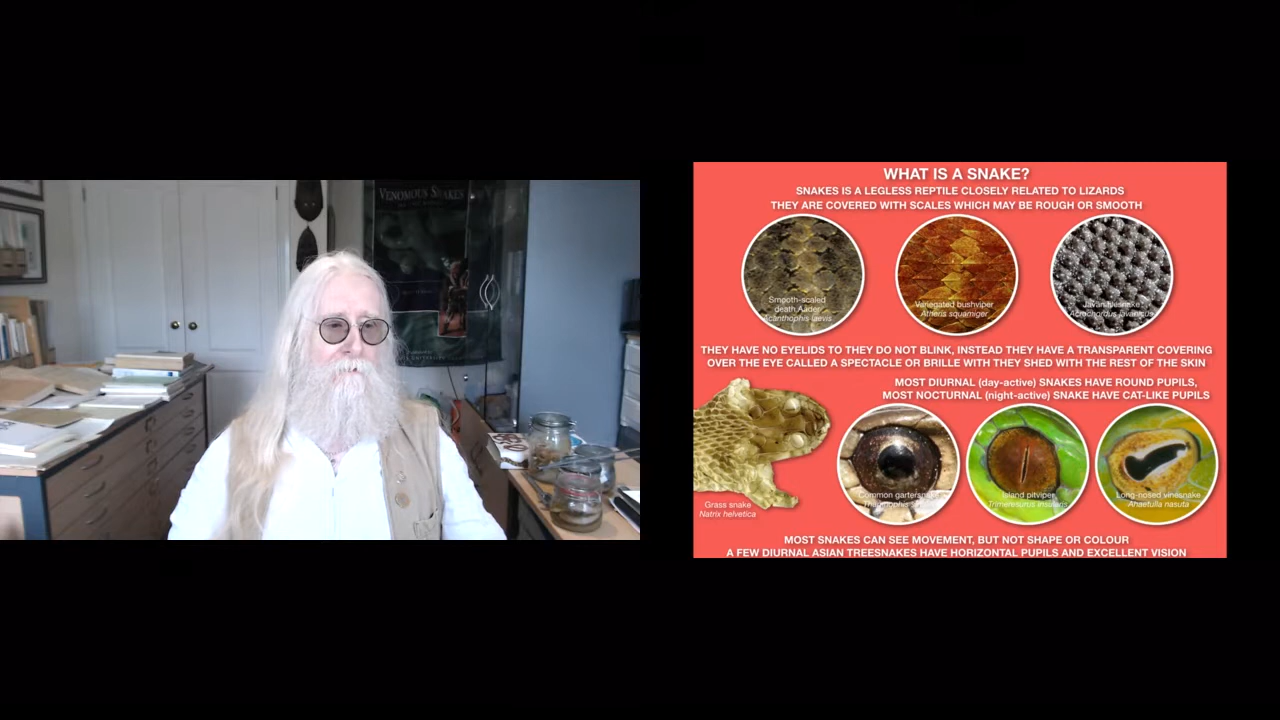 VENOMOUS SNAKES
WHAT IS A SNAKE?
SNAKES IS A LEGLESS REPTILE CLOSELY RELATED TO LIZARDS
THEY ARE COVERED WITH SCALES WHICH MAY BE ROUGH OR SMOOTH
Smooth-scaled
death Adder
Acanthophis laevis
Variegated bushviper
Atheris squamiger
Javan filesnake
Acrochordus javanicus
THEY HAVE NO EYELIDS TO THEY DO NOT BLINK, INSTEAD THEY HAVE A TRANSPARENT COVERING
OVER THE EYE CALLED A SPECTACLE OR BRILLE WITH THEY SHED WITH THE REST OF THE SKIN
MOST DIURNAL (day-active) SNAKES HAVE ROUND PUPILS,
MOST NOCTURNAL (night-active) SNAKE HAVE CAT-LIKE PUPILS
Grass snake
Natrix helvetica
Common gartersnake
Thamnophis
Island pitviper
Trimeresurus insularis
Long-nosed vinesnake
Ahaetulla nasuta
MOST SNAKES CAN SEE MOVEMENT, BUT NOT SHAPE OR COLOUR
A FEW DIURNAL ASIAN TREESNAKES HAVE HORIZONTAL PUPILS AND EXCELLENT VISION